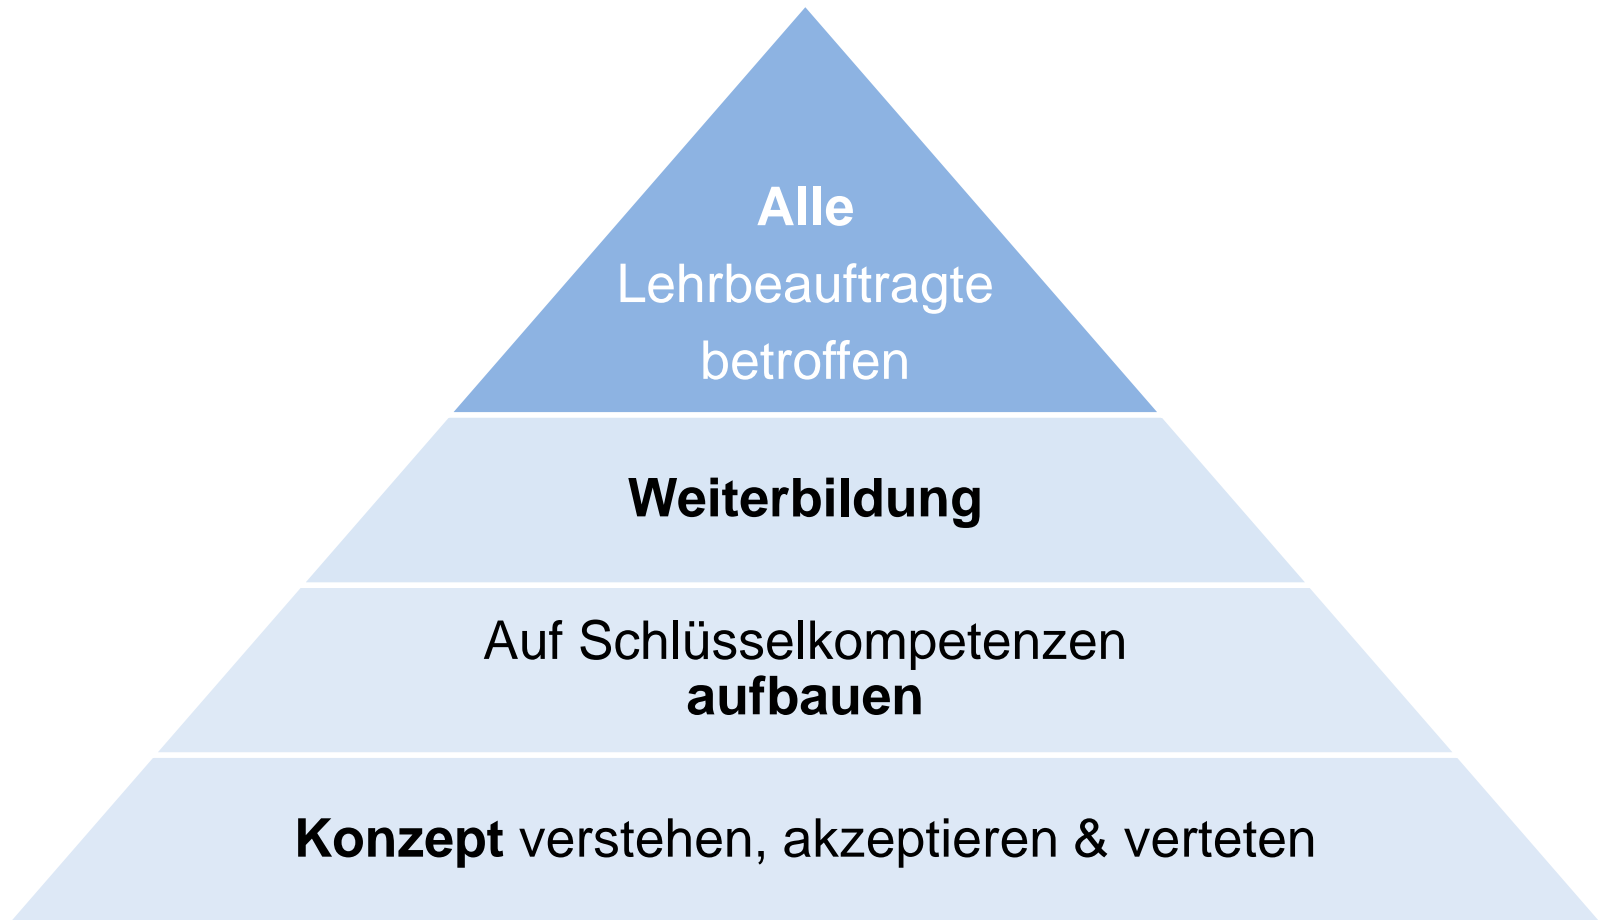 Alle
Lehrbeauftragte
betroffen
Weiterbildung
Auf Schlüsselkompetenzen
aufbauen
Konzept verstehen, akzeptieren & verteten